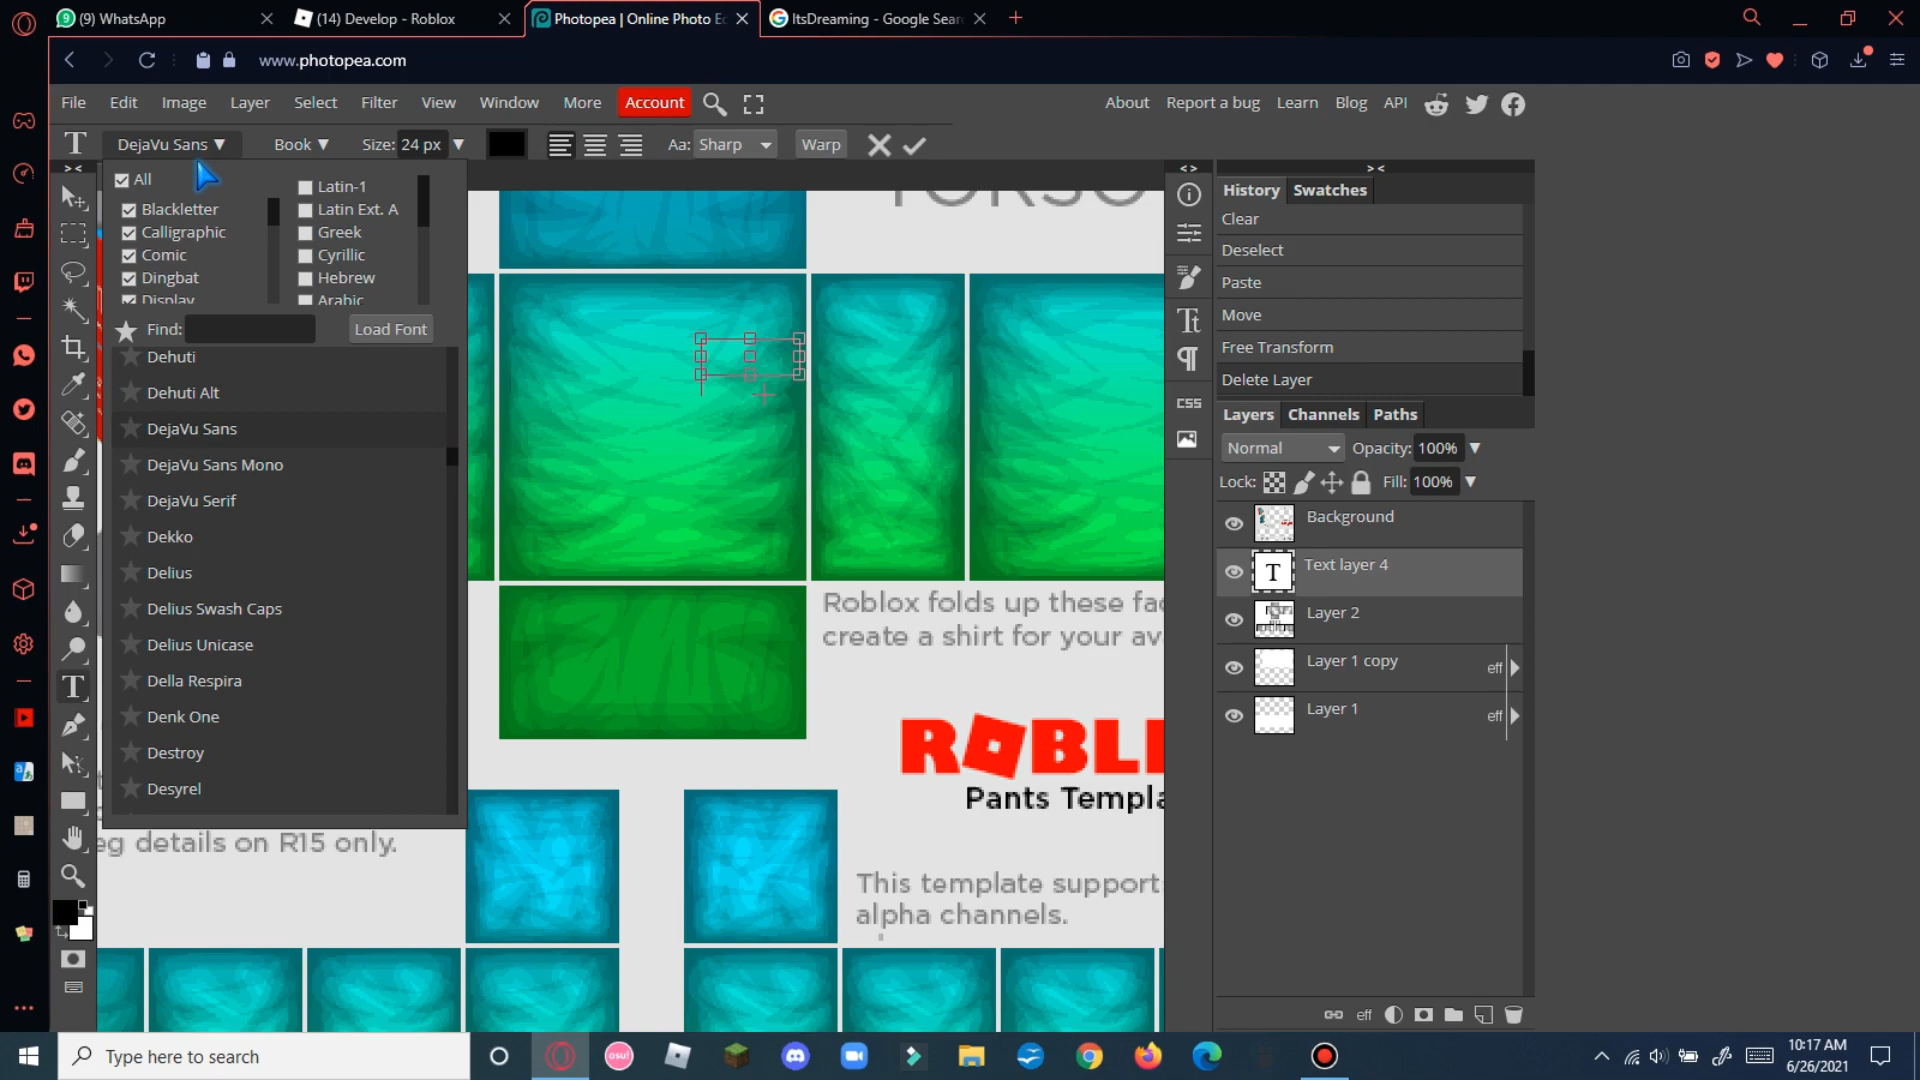 (9) WhatsApp
(14) Develop - Roblox
Photopea | Online Photo Ed
ItsDreaming - Google Sear
www.photopea.com
File Edit Image Layer Select Filter View Window More Account
About Report a bug Learn Blog API
DejaVu Sans ▼ Book ▼ Size: 24 px ▼ Aa: Sharp Warp
All
Blackletter
Calligraphic
Comic
Dingbat
Display
Latin-1
Latin Ext. A
Greek
Cyrillic
Hebrew
Arabic
Find: Load Font
Dehuti
Dehuti Alt
DejaVu Sans
DejaVu Sans Mono
DejaVu Serif
Dekko
Delius
Delius Swash Caps
Delius Unicase
Della Respira
Denk One
Destroy
Desyrel
TORSO
Roblox folds up these fa
create a shirt for your av
ROBL
Pants Templa
eg details on R15 only.
This template support
alpha channels.
> <
< >
> <
CSS
History Swatches
Clear
Deselect
Paste
Move
Free Transform
Delete Layer
Layers Channels Paths
Normal Opacity: 100% ▼
Lock: Fill: 100% ▼
Background
Text layer 4
Layer 2
Layer 1 copy eff
Layer 1 eff
eff
Type here to search
osu!
10:17 AM
6/26/2021